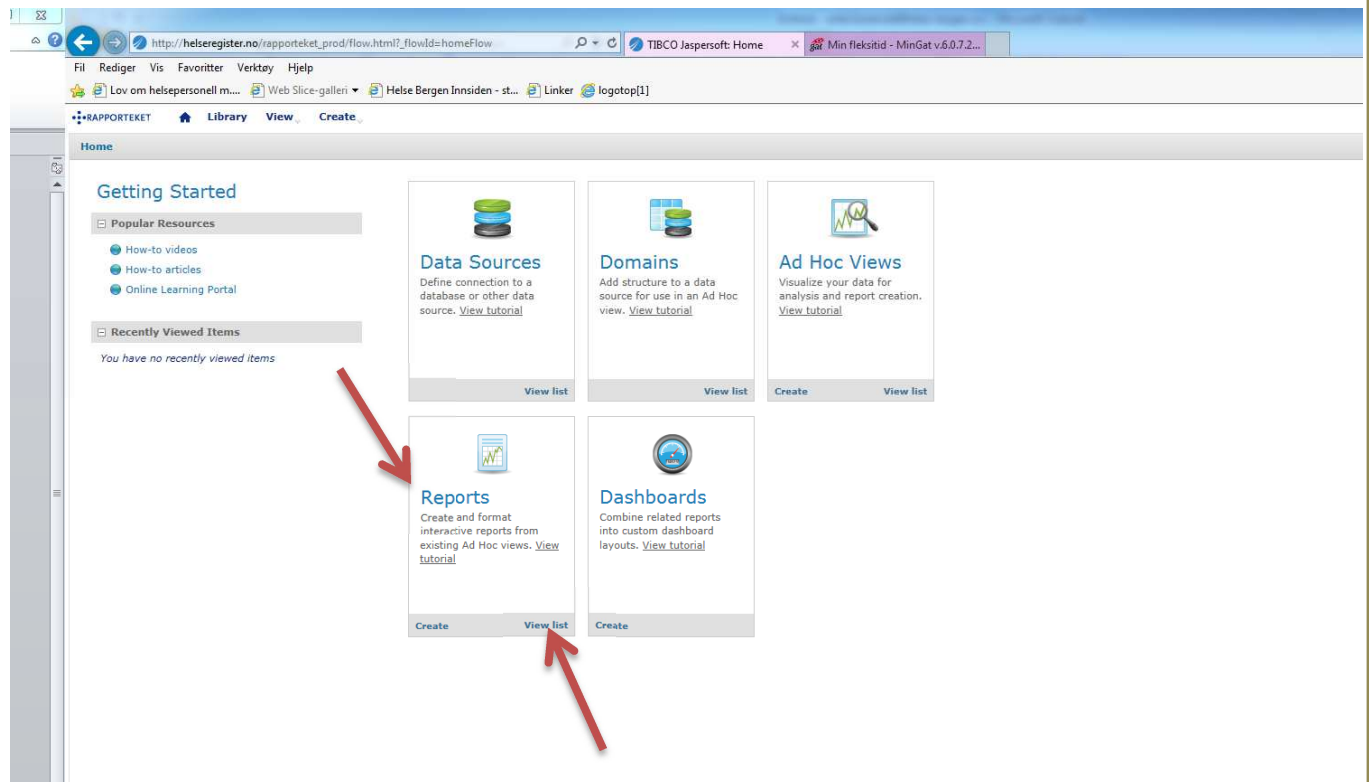 http://helseregister.no/rapporteket_prod/flow.html?_flowId=homeFlow
TIBCO Jaspersoft: Home
Min fleksitid - MinGat v.6.0.7.2...
Fil Rediger Vis Favoritter Verktøy Hjelp
Lov om helsepersonell m.... Web Slice-galleri Helse Bergen Innsiden - st... Linker logotop[1]
RAPPORTEKET Library View Create
Home
Getting Started
Popular Resources
How-to videos
How-to articles
Online Learning Portal
Recently Viewed Items
You have no recently viewed items
Data Sources
Define connection to a
database or other data
source. View tutorial
View list
Domains
Add structure to a data
source for use in an Ad Hoc
view. View tutorial
View list
Ad Hoc Views
Visualize your data for
analysis and report creation.
View tutorial
Create View list
Reports
Create and format
interactive reports from
existing Ad Hoc views. View
tutorial
Create View list
Dashboards
Combine related reports
into custom dashboard
layouts. View tutorial
Create